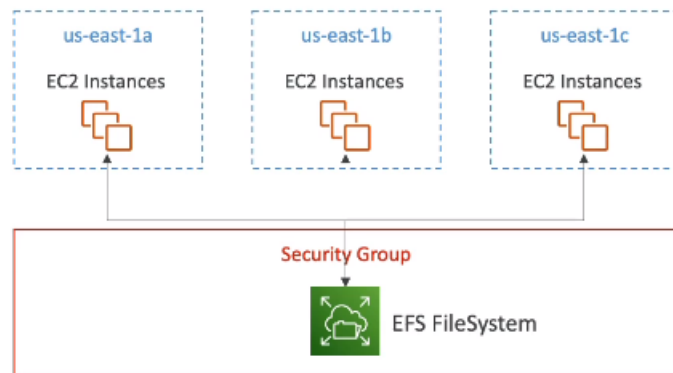 us-east-1a
us-east-1b
us-east-1c
EC2 Instances
EC2 Instances
EC2 Instances
Security Group
EFS FileSystem